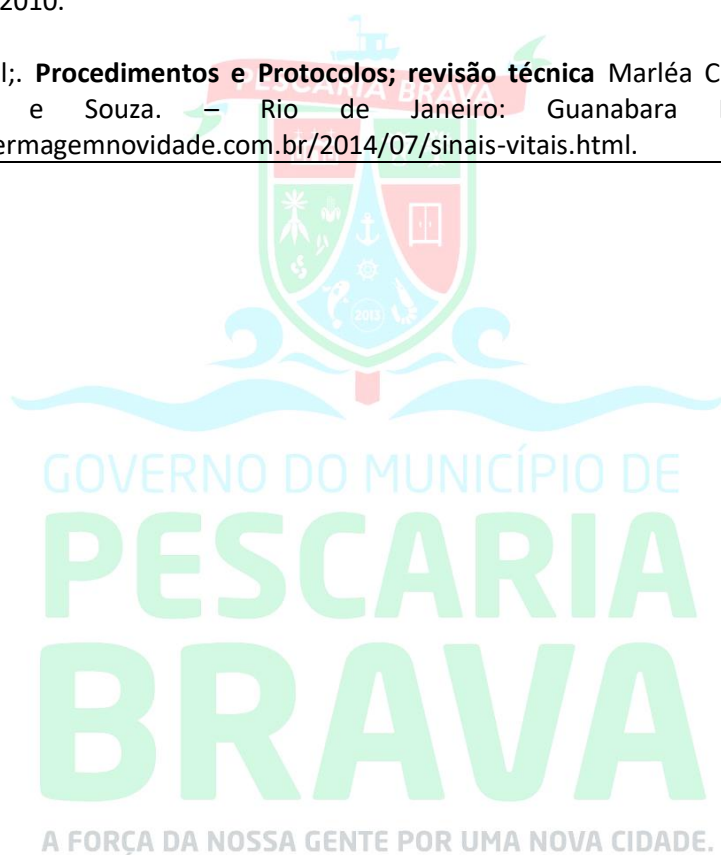 2010.
l;. Procedimentos e Protocolos; revisão técnica Marléa C
e Souza. – Rio de Janeiro: Guanabara
ermagemnovidade.com.br/2014/07/sinais-vitais.html.
PESCARIA BRAVA
2013
GOVERNO DO MUNICÍPIO DE
PESCARIA
BRAVA
A FORÇA DA NOSSA GENTE POR UMA NOVA CIDADE.